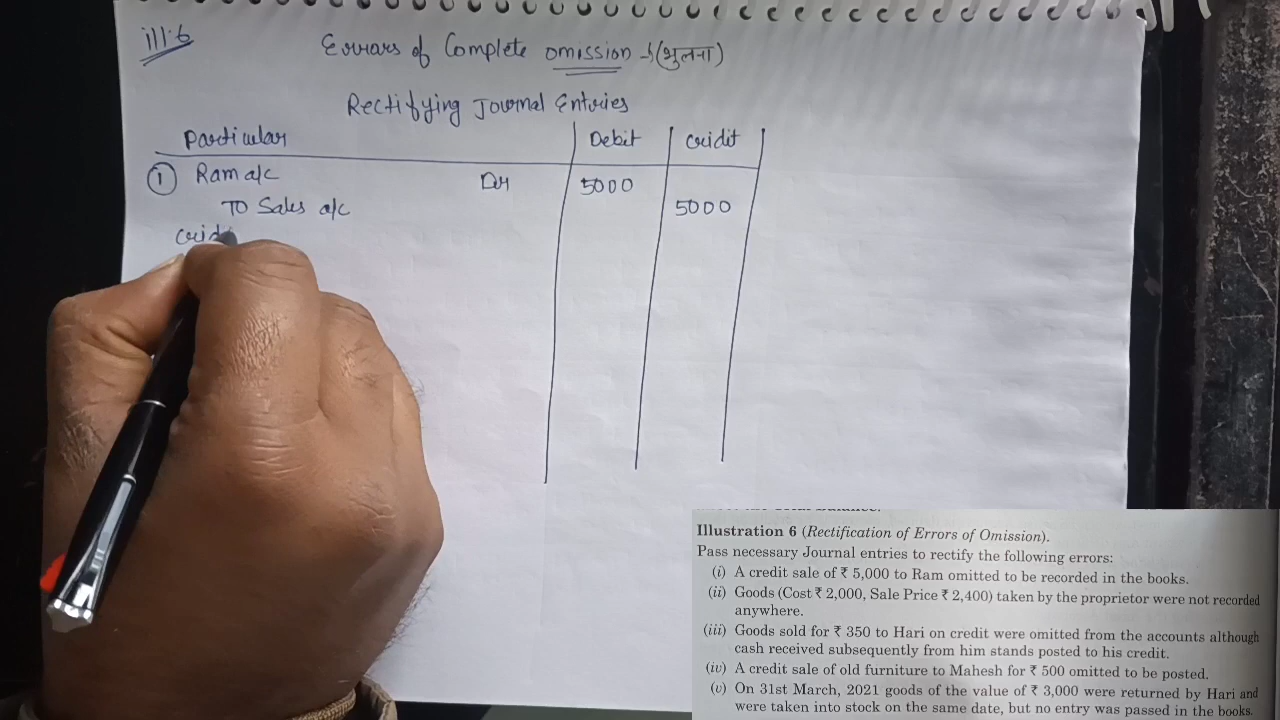 ill:6
Errors of Complete omission → (भुलना)
Rectifying Journal Entries
Particular Debit Cridit
① Ram a/c Dr 5000
To Sales a/c 5000
crid
Illustration 6 (Rectification of Errors of Omission).
Pass necessary Journal entries to rectify the following errors:
(i) A credit sale of ₹ 5,000 to Ram omitted to be recorded in the books.
(ii) Goods (Cost ₹ 2,000, Sale Price ₹ 2,400) taken by the proprietor were not recorded
anywhere.
(iii) Goods sold for ₹ 350 to Hari on credit were omitted from the accounts although
cash received subsequently from him stands posted to his credit.
(iv) A credit sale of old furniture to Mahesh for ₹ 500 omitted to be posted.
(v) On 31st March, 2021 goods of the value of ₹ 3,000 were returned by Hari and
were taken into stock on the same date, but no entry was passed in the books.